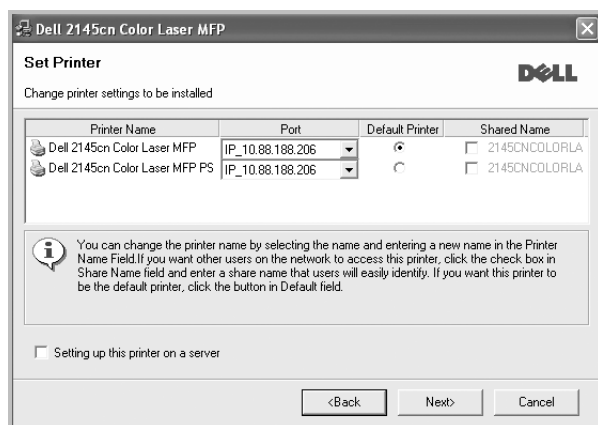 Dell 2145cn Color Laser MFP
Set Printer
Change printer settings to be installed
DELL
Printer Name Port Default Printer Shared Name
Dell 2145cn Color Laser MFP IP_10.88.188.206 2145CNCOLORLA
Dell 2145cn Color Laser MFP PS IP_10.88.188.206 2145CNCOLORLA
You can change the printer name by selecting the name and entering a new name in the Printer
Name Field.If you want other users on the network to access this printer, click the check box in
Share Name field and enter a share name that users will easily identify. If you want this printer to
be the default printer, click the button in Default field.
Setting up this printer on a server
<Back Next> Cancel